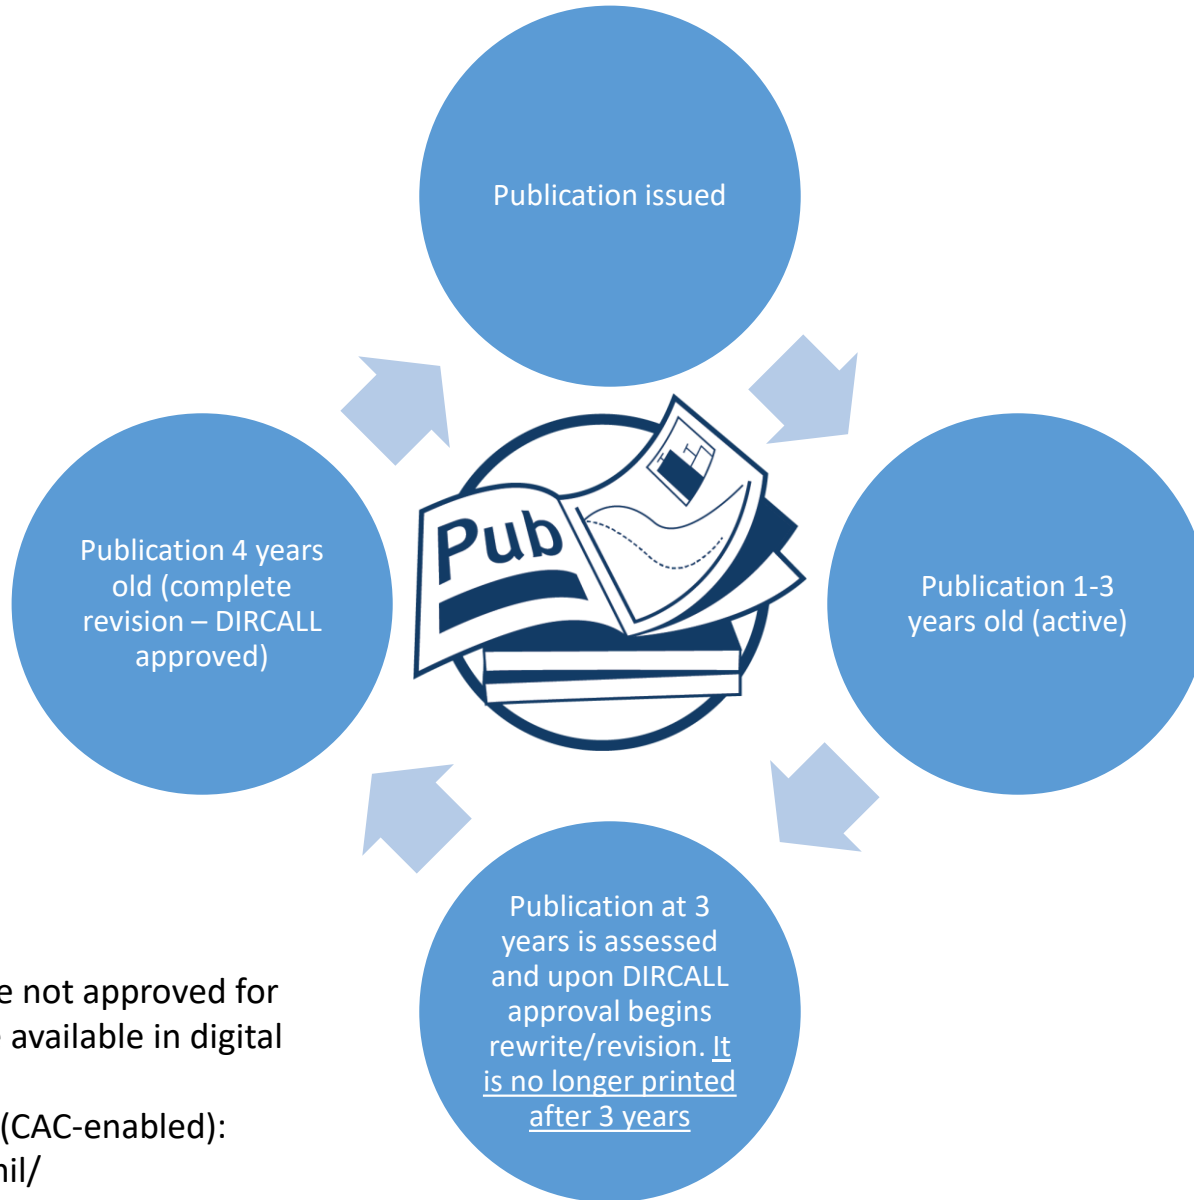 Publication issued
Publication 1-3
years old (active)
Publication at 3
years is assessed
and upon DIRCALL
approval begins
rewrite/revision. It
is no longer printed
after 3 years
Publication 4 years
old (complete
revision – DIRCALL
approved)
Pub
not approved for
available in digital
(CAC-enabled):